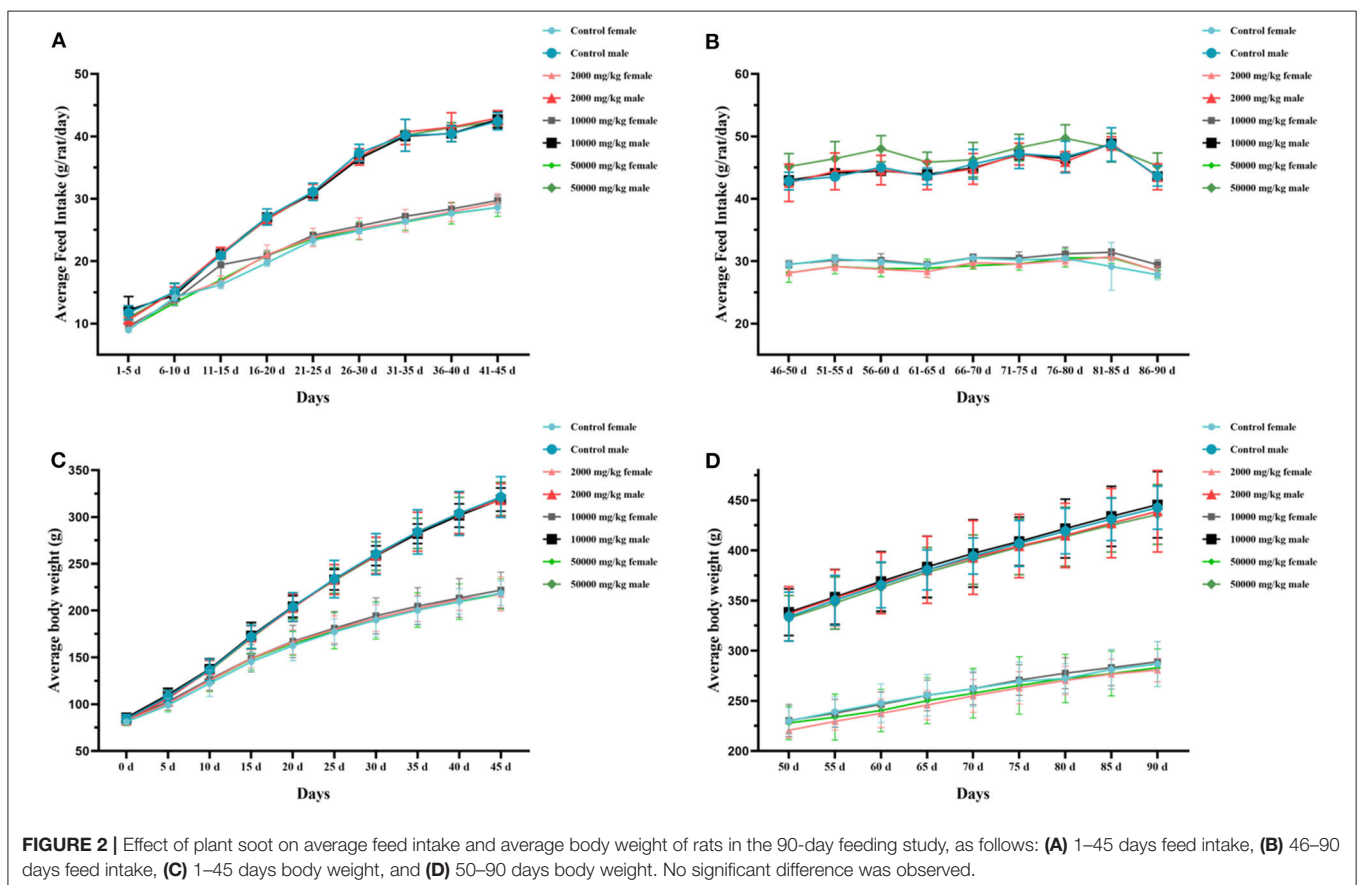 A
Average Feed Intake (g/rat/day)
50
40
30
20
10
1-5 d 6-10 d 11-15 d 16-20 d 21-25 d 26-30 d 31-35 d 36-40 d 41-45 d
Days
Control female
Control male
2000 mg/kg female
2000 mg/kg male
10000 mg/kg female
10000 mg/kg male
50000 mg/kg female
50000 mg/kg male
B
Average Feed Intake (g/rat/day)
60
50
40
30
20
46-50 d 51-55 d 56-60 d 61-65 d 66-70 d 71-75 d 76-80 d 81-85 d 86-90 d
Days
Control female
Control male
2000 mg/kg female
2000 mg/kg male
10000 mg/kg female
10000 mg/kg male
50000 mg/kg female
50000 mg/kg male
C
Average body weight (g)
350
300
250
200
150
100
50
0 d 5 d 10 d 15 d 20 d 25 d 30 d 35 d 40 d 45 d
Days
Control female
Control male
2000 mg/kg female
2000 mg/kg male
10000 mg/kg female
10000 mg/kg male
50000 mg/kg female
50000 mg/kg male
D
Average body weight (g)
450
400
350
300
250
200
50 d 55 d 60 d 65 d 70 d 75 d 80 d 85 d 90 d
Days
Control female
Control male
2000 mg/kg female
2000 mg/kg male
10000 mg/kg female
10000 mg/kg male
50000 mg/kg female
50000 mg/kg male
FIGURE 2 | Effect of plant soot on average feed intake and average body weight of rats in the 90-day feeding study, as follows: (A) 1–45 days feed intake, (B) 46–90
days feed intake, (C) 1–45 days body weight, and (D) 50–90 days body weight. No significant difference was observed.